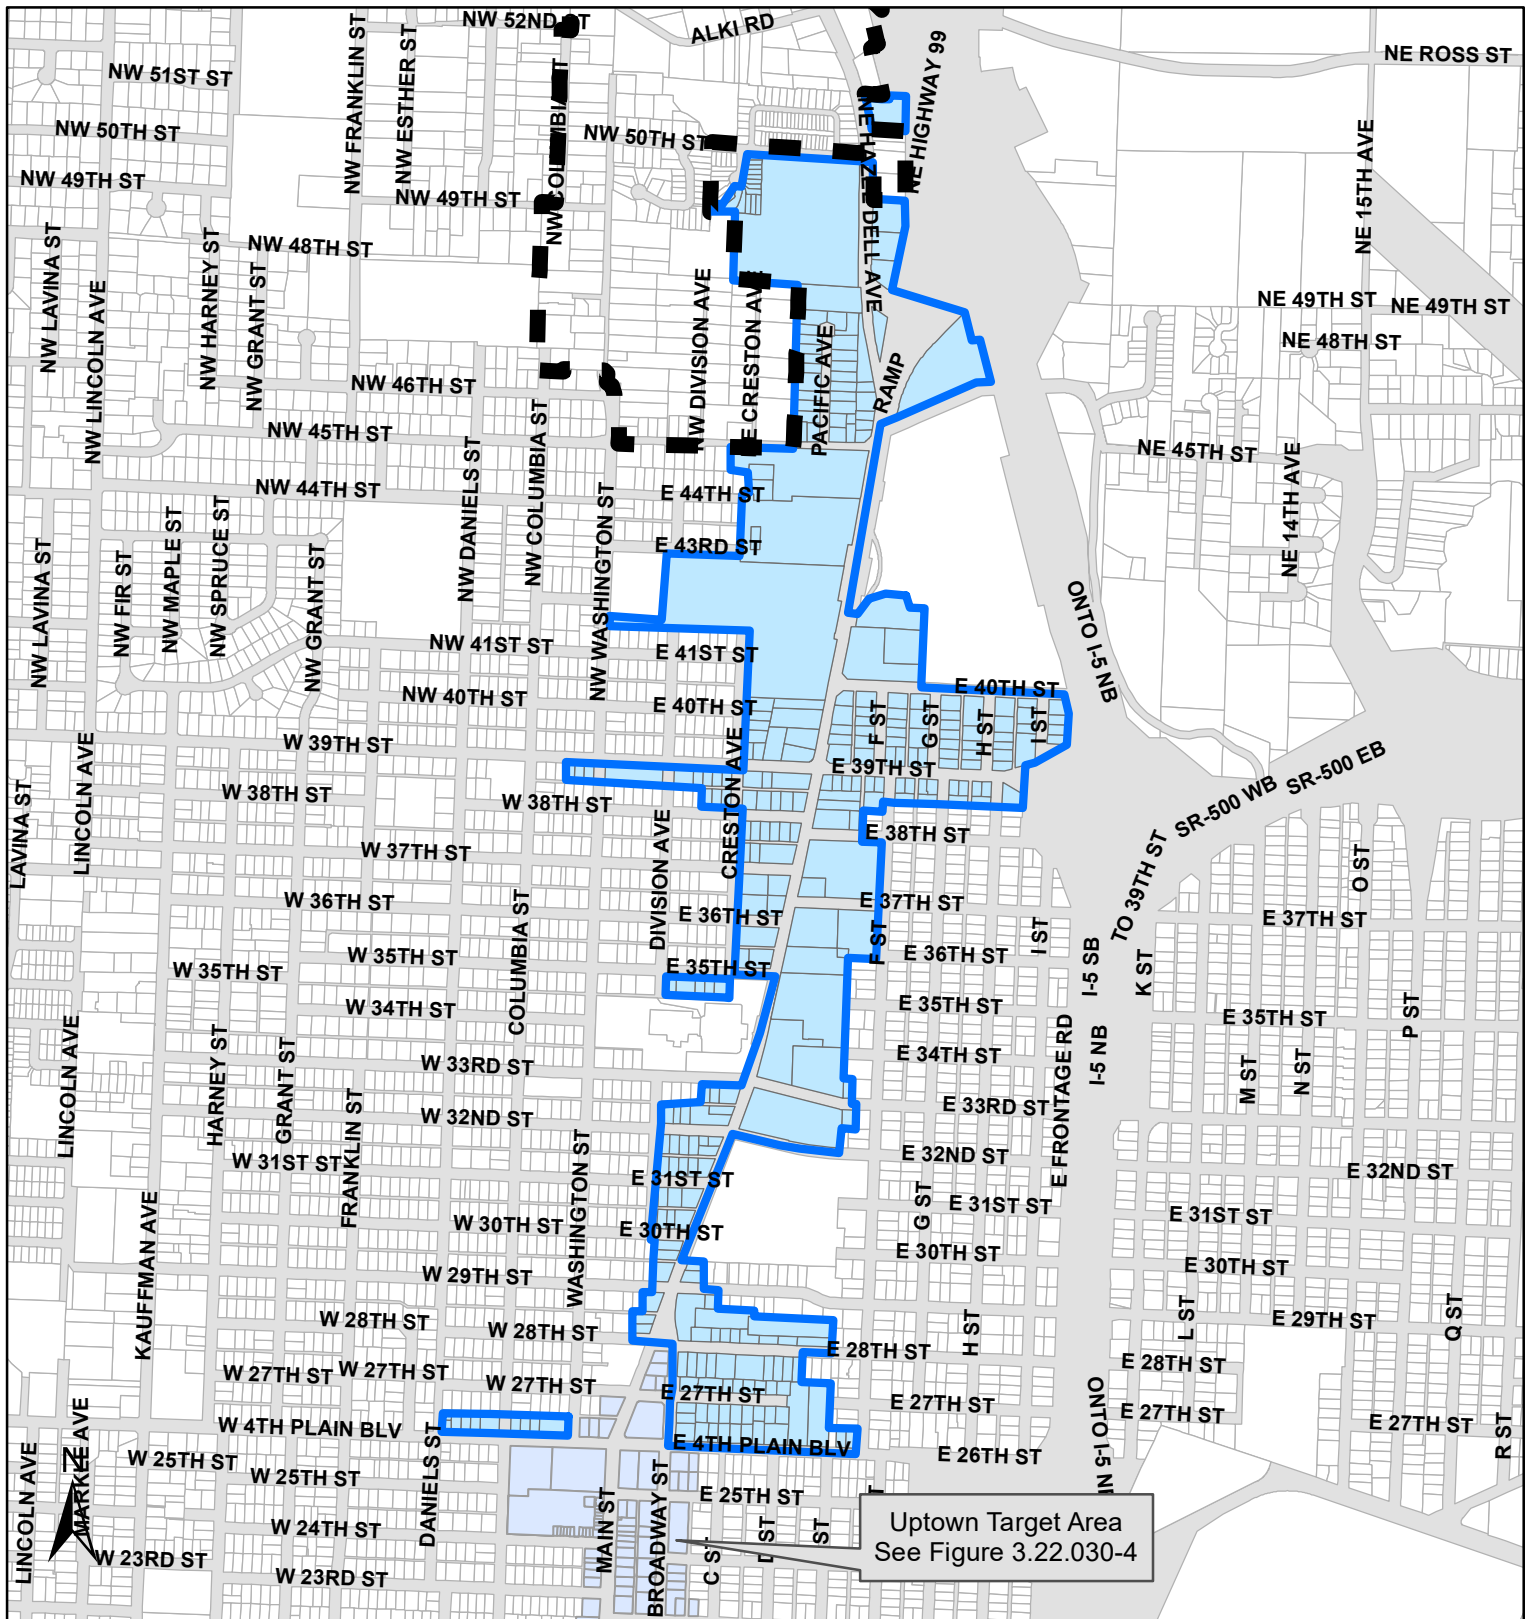 NW 52ND ST
ALKI RD
NE HIGHWAY 99
NE ROSS ST
NW 51ST ST
NW FRANKLIN ST
NW ESTHER ST
NW COLUMBIA ST
NW 50TH ST
NW 50TH ST
NE HAZEL DELL AVE
NE 15TH AVE
NW 49TH ST
NW 49TH ST
NW 48TH ST
NW LAVINA ST
NW LINCOLN AVE
NW HARNEY ST
NW GRANT ST
NW DIVISION AVE
E CRESTON AVE
PACIFIC AVE
RAMP
NE 49TH ST
NE 49TH ST
NE 48TH ST
NW 46TH ST
NW 45TH ST
NW DANIELS ST
NW COLUMBIA ST
NE 45TH ST
NE 14TH AVE
NW 44TH ST
E 44TH ST
NW WASHINGTON ST
E 43RD ST
NW LAVINA ST
NW FIR ST
NW MAPLE ST
NW SPRUCE ST
NW GRANT ST
ONTO I-5 NB
NW 41ST ST
E 41ST ST
NW 40TH ST
E 40TH ST
E 40TH ST
F ST
G ST
H ST
I ST
W 39TH ST
E 39TH ST
LINCOLN AVE
LAVINA ST
W 38TH ST
W 38TH ST
CRESTON AVE
DIVISION AVE
E 38TH ST
SR-500 WB
SR-500 EB
TO 39TH ST
W 37TH ST
O ST
W 36TH ST
E 36TH ST
E 37TH ST
E 37TH ST
COLUMBIA ST
F ST
I ST
W 35TH ST
W 35TH ST
E 35TH ST
E 36TH ST
I-5 SB
K ST
W 34TH ST
E 35TH ST
E 35TH ST
P ST
LINCOLN AVE
HARNEY ST
GRANT ST
W 33RD ST
E 34TH ST
E FRONTAGE RD
I-5 NB
M ST
N ST
FRANKLIN ST
W 32ND ST
E 33RD ST
W 31ST ST
WASHINGTON ST
E 31ST ST
E 32ND ST
E 32ND ST
KAUFFMAN AVE
W 30TH ST
E 30TH ST
G ST
E 31ST ST
E 31ST ST
W 29TH ST
E 30TH ST
E 30TH ST
W 28TH ST
W 28TH ST
E 28TH ST
H ST
L ST
E 29TH ST
Q ST
W 27TH ST
W 27TH ST
W 27TH ST
E 28TH ST
E 27TH ST
E 27TH ST
E 27TH ST
E 27TH ST
MARKLE AVE
W 4TH PLAIN BLV
E 4TH PLAIN BLV
DANIELS ST
E 26TH ST
ONTO I-5 N
R ST
LINCOLN AVE
N
W 25TH ST
W 25TH ST
E 25TH ST
MAIN ST
BROADWAY ST
W 24TH ST
C ST
D ST
ST
Uptown Target Area
See Figure 3.22.030-4
W 23RD ST
W 23RD ST